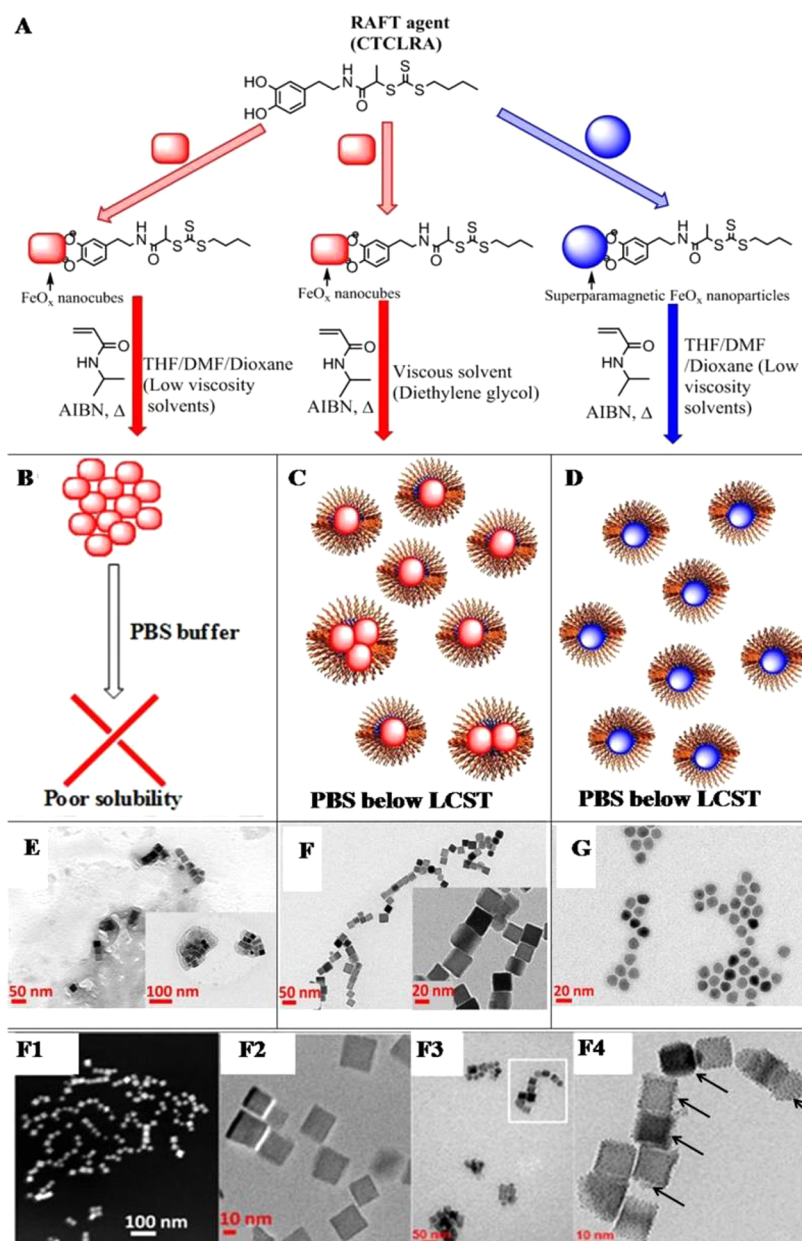 A
RAFT agent
(CTCLRA)
HO
HO
H
N
O
S
S
S
O
O
H
N
O
S
S
S
FeOx nanocubes
O
O
H
N
O
S
S
S
FeOx nanocubes
O
O
H
N
O
S
S
S
Superparamagnetic FeOx nanoparticles
O
HN
AIBN, Δ
THF/DMF/Dioxane
(Low viscosity
solvents)
O
HN
AIBN, Δ
Viscous solvent
(Diethylene glycol)
O
HN
AIBN, Δ
THF/DMF
/Dioxane (Low
viscosity
solvents)
B
PBS buffer
Poor solubility
C
PBS below LCST
D
PBS below LCST
E
50 nm
100 nm
F
50 nm
20 nm
G
20 nm
F1
100 nm
F2
10 nm
F3
50 nm
F4
10 nm